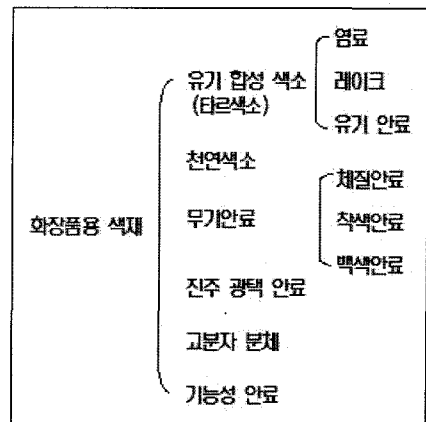 화장품용 색재
유기 합성 색소
(타르색소)
염료
레이크
유기 안료
천연색소
무기안료
체질안료
착색안료
백색안료
진주 광택 안료
고분자 분체
기능성 안료